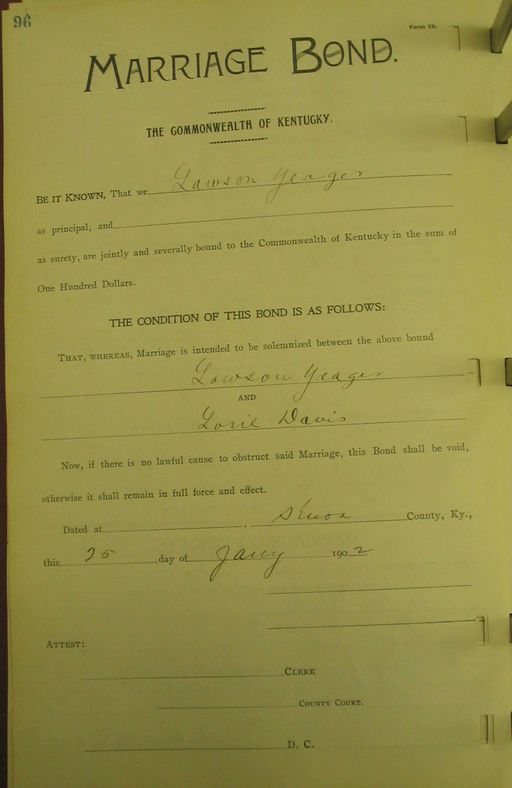 96
Form 19.
MARRIAGE BOND.
THE COMMONWEALTH OF KENTUCKY.
BE IT KNOWN, That we Lawson Yeager
as principal, and
as surety, are jointly and severally bound to the Commonwealth of Kentucky in the sum of
One Hundred Dollars.
THE CONDITION OF THIS BOND IS AS FOLLOWS:
THAT, WHEREAS, Marriage is intended to be solemnized between the above bound
Lawson Yeager
AND
Davis
Now, if there is no lawful cause to obstruct said Marriage, this Bond shall be void,
otherwise it shall remain in full force and effect.
Dated at , Knox County, Ky.,
this 25 day of Jany 1902
ATTEST:
CLERK
COUNTY COURT.
D. C.